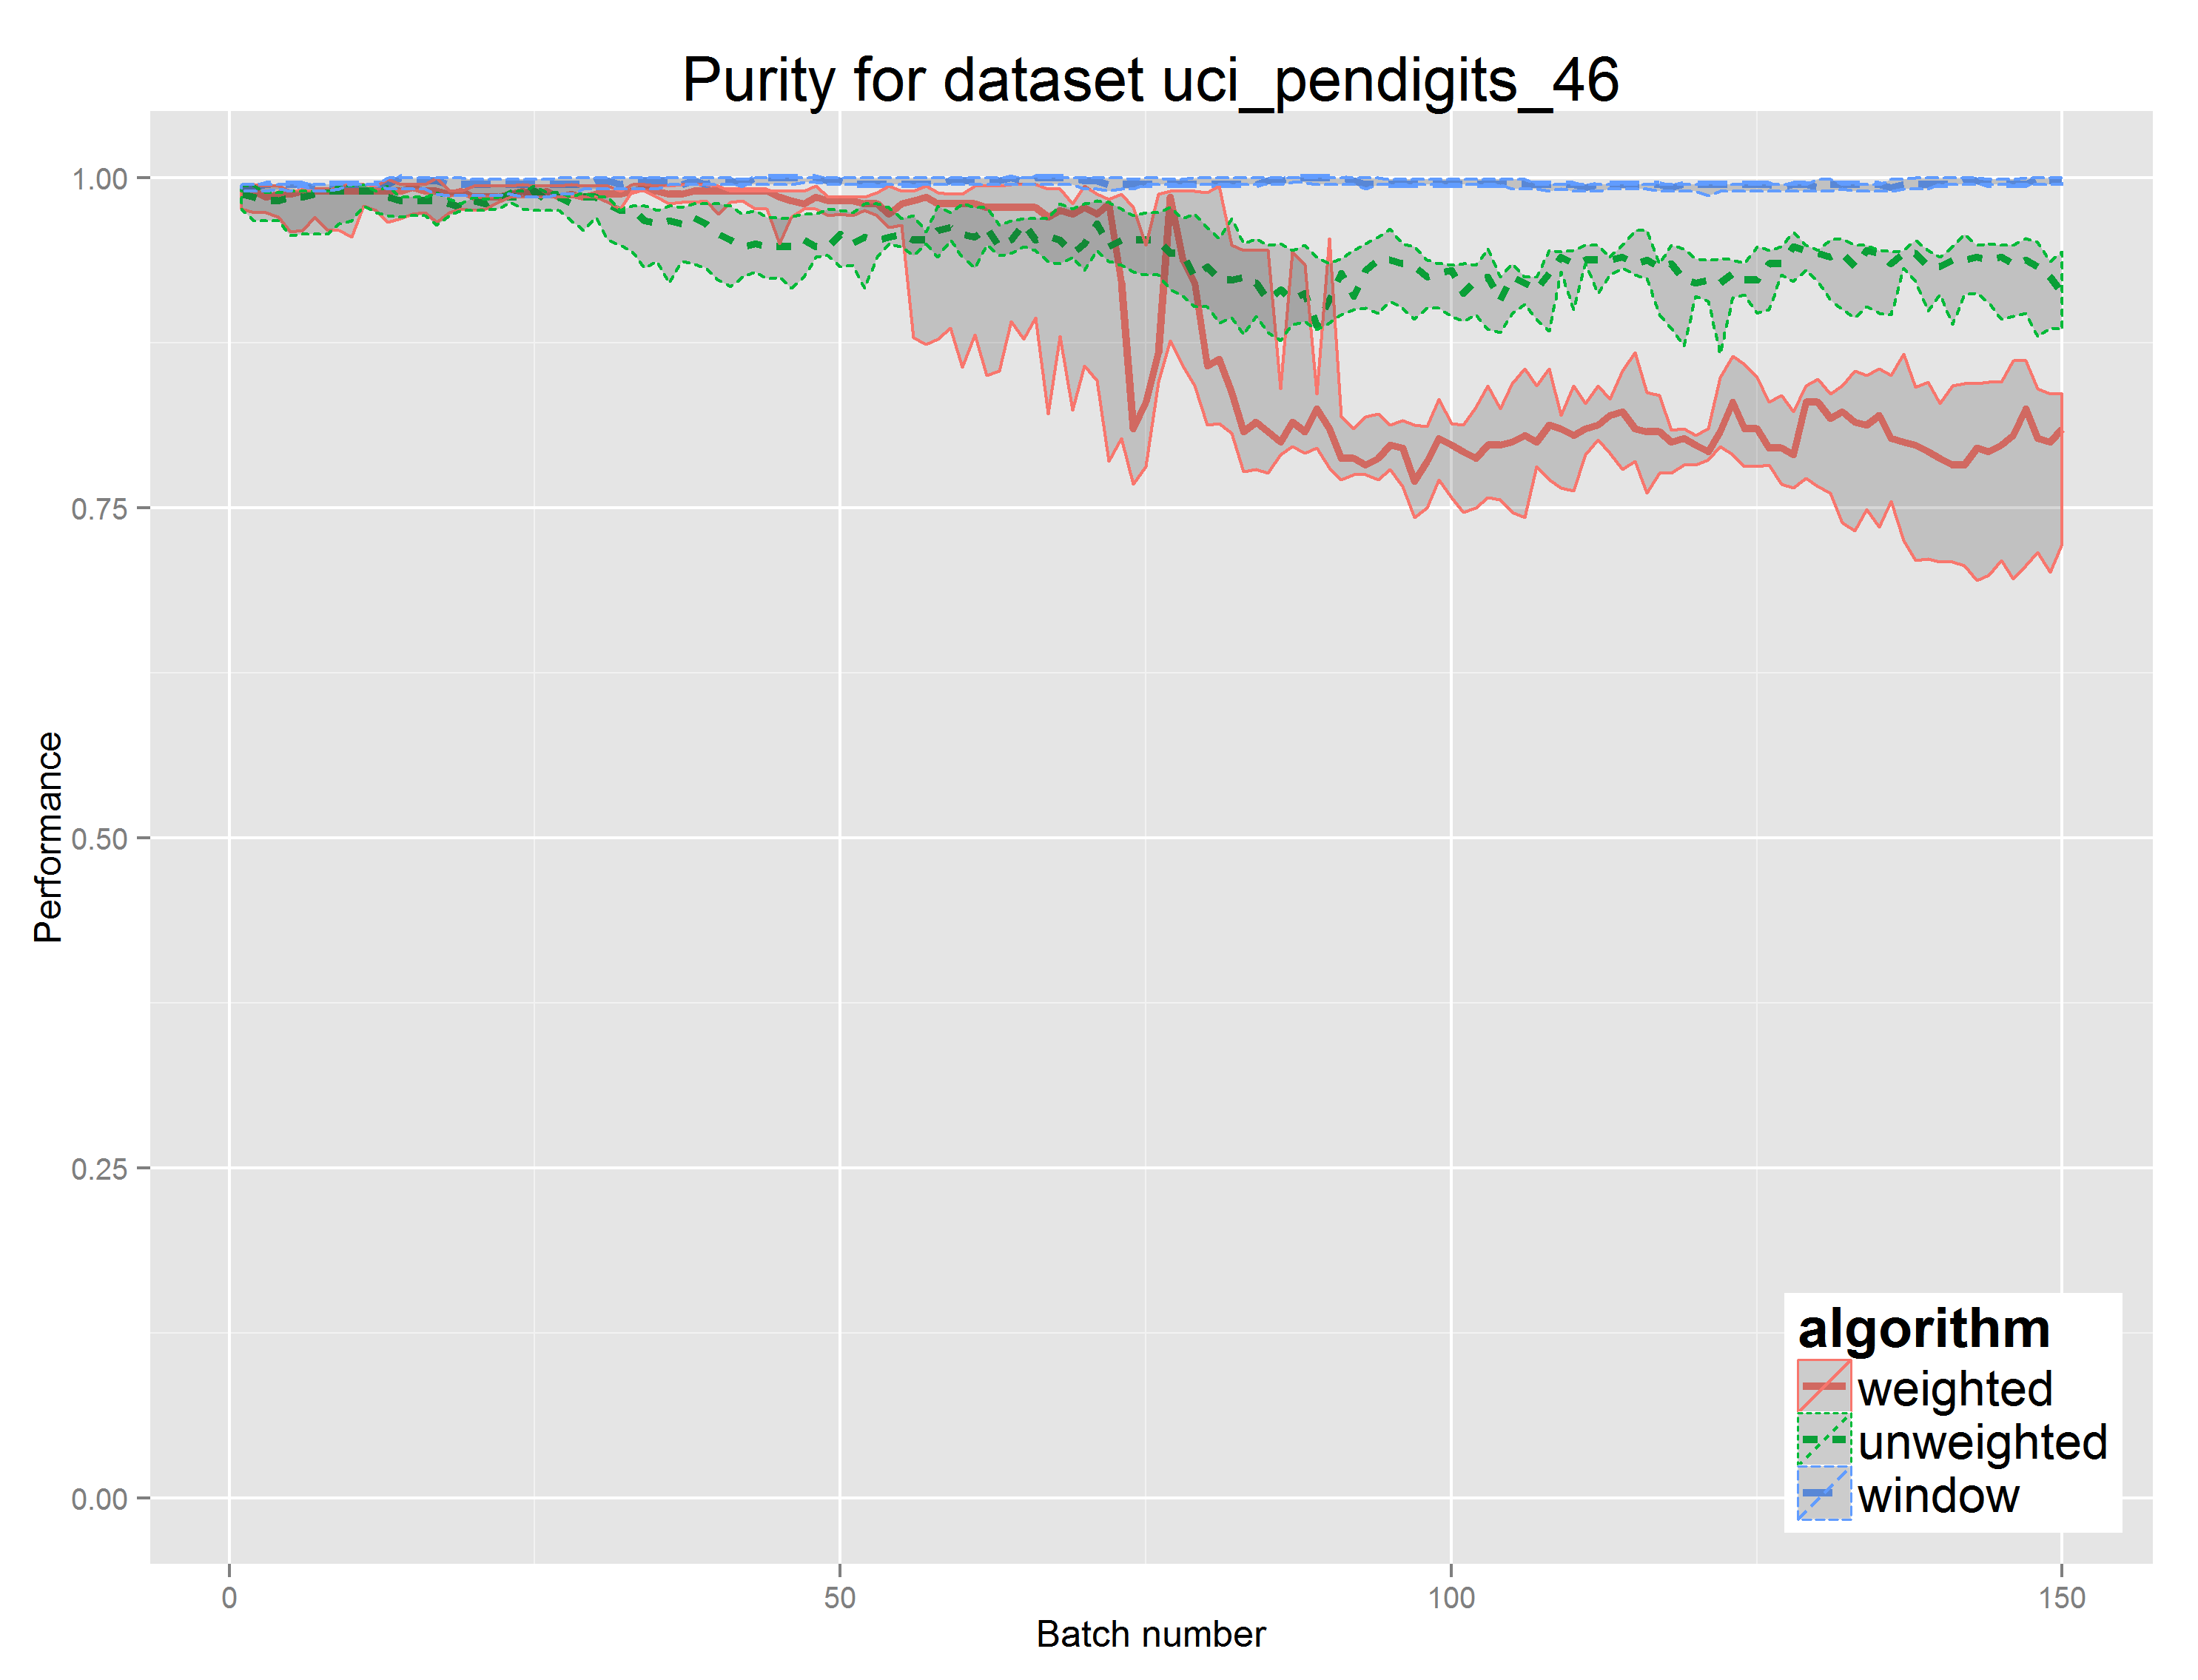 Purity for dataset uci_pendigits_46
1.00
0.75
0.50
0.25
0.00
Performance
0
50
100
150
Batch number
algorithm
weighted
unweighted
window